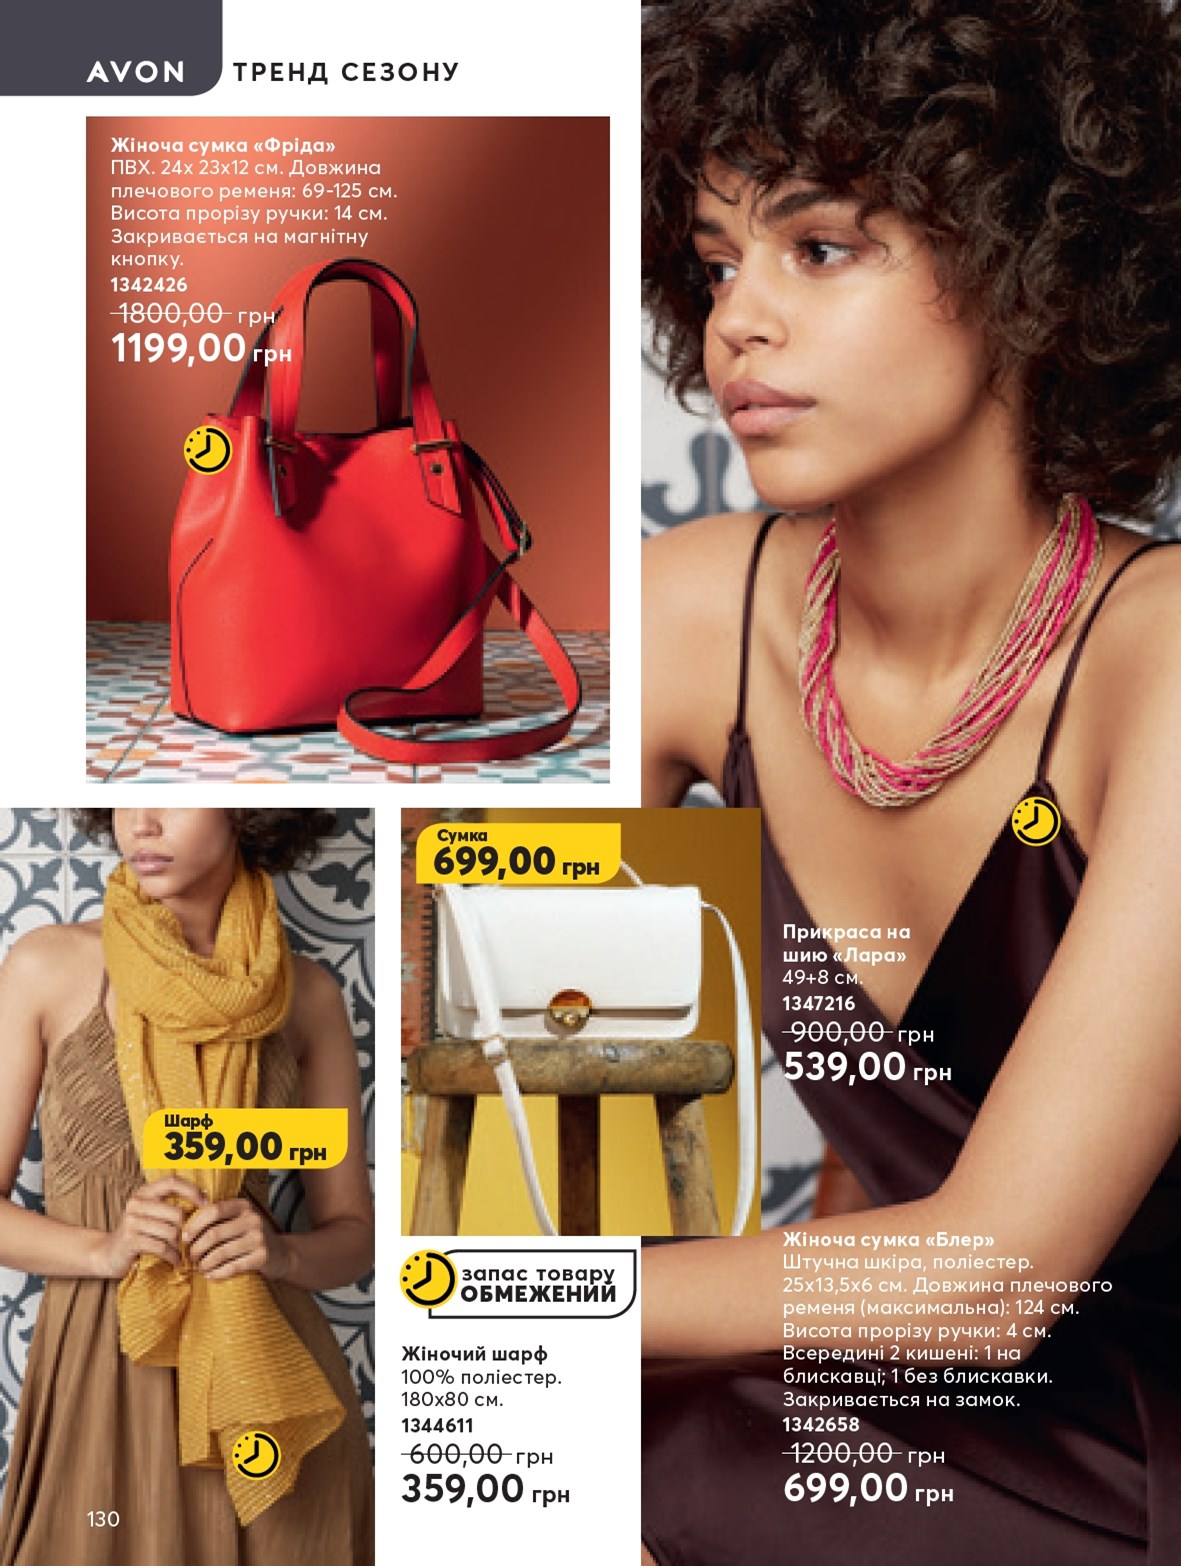 AVON
ТРЕНД СЕЗОНУ
Жіноча сумка «Фріда»
ПВХ. 24х 23х12 см. Довжина
плечового ременя: 69-125 см.
Висота прорізу ручки: 14 см.
Закривається на магнітну
кнопку.
1342426
1800,00 грн
1199,00 грн
Шарф
359,00 грн
Сумка
699,00 грн
запас товару
ОБМЕЖЕНИЙ
Жіночий шарф
100% поліестер.
180х80 см.
1344611
600,00 грн
359,00 грн
Прикраса на
шию «Лара»
49+8 см.
1347216
900,00 грн
539,00 грн
Жіноча сумка «Блер»
Штучна шкіра, поліестер.
25х13,5х6 см. Довжина плечового
ременя (максимальна): 124 см.
Висота прорізу ручки: 4 см.
Всередині 2 кишені: 1 на
блискавці; 1 без блискавки.
Закривається на замок.
1342658
1200,00 грн
699,00 грн
130